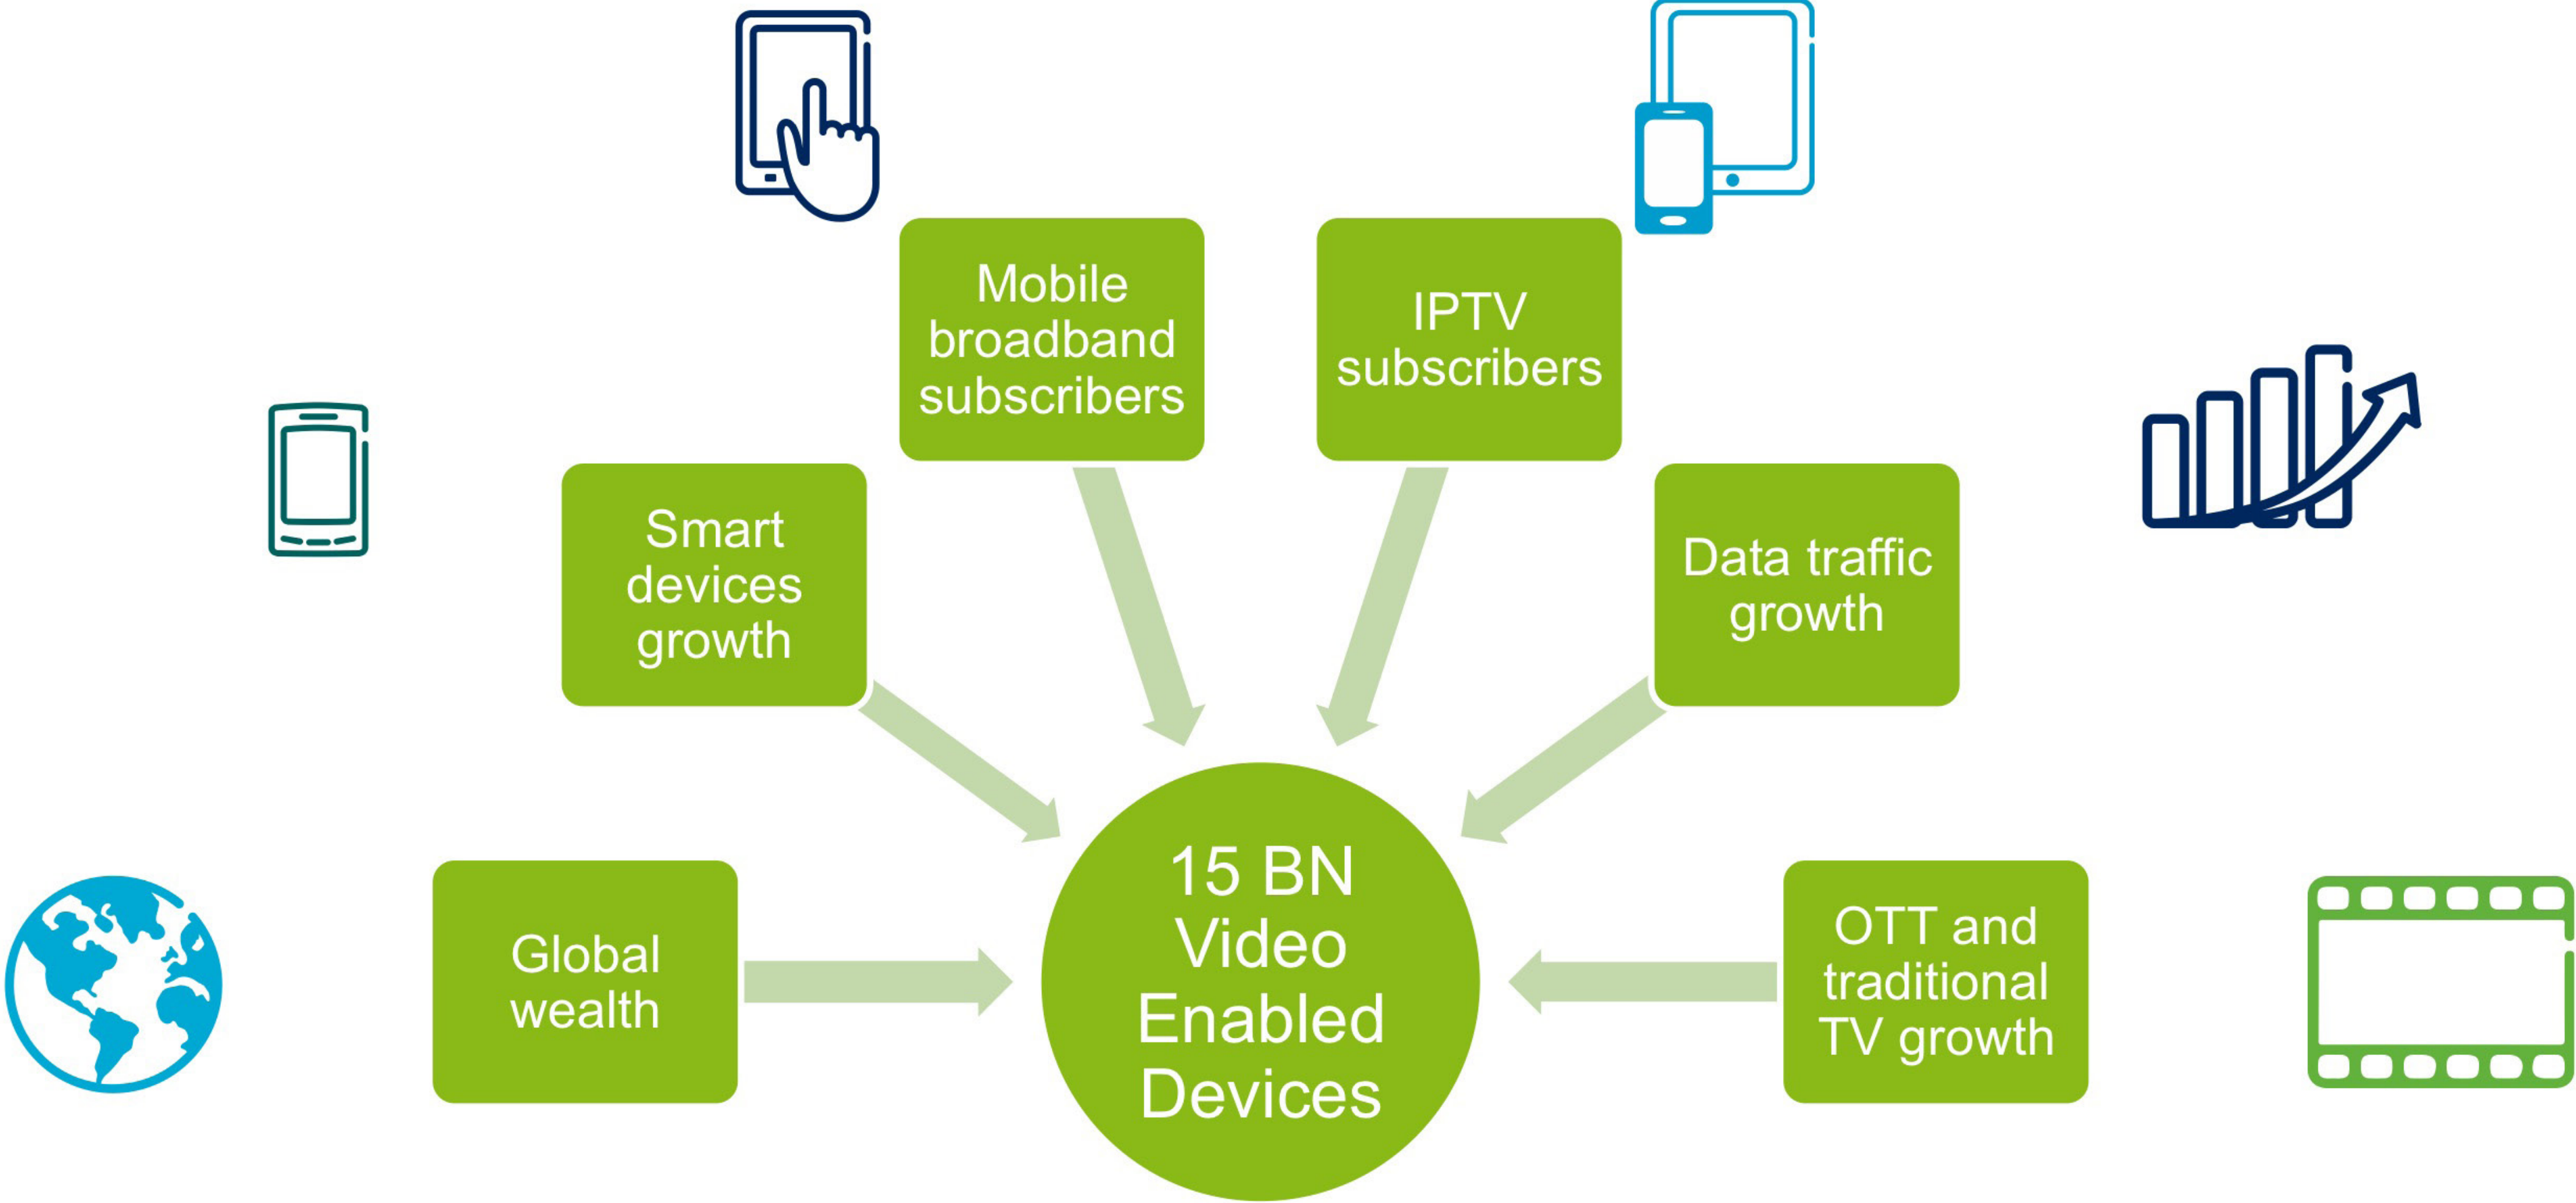 Mobile
broadband
subscribers
IPTV
subscribers
Smart
devices
growth
Data traffic
growth
Global
wealth
15 BN
Video
Enabled
Devices
OTT and
traditional
TV growth